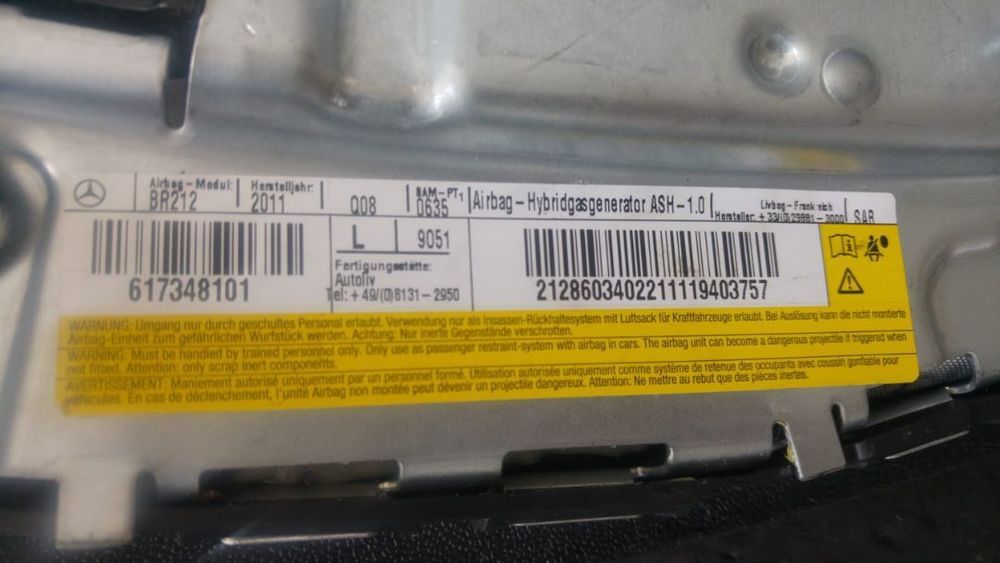 Airbag-Modul: BR212
Herstelljahr: 2011
Q08
BAM-PT1 0635
Airbag-Hybridgasgenerator ASH-1.0
Livbag-Frankreich
Hersteller: +33/(0)29881-3000
SAB
L 9051
Fertigungsstätte:
Autoliv
Tel: +49/(0)8131-2950
617348101
2128603402211119403757
WARNUNG: Umgang nur durch geschultes Personal erlaubt. Verwendung nur als Insassen-Rückhaltesystem mit Luftsack für Kraftfahrzeuge erlaubt. Bei Auslösung kann die nicht montierte
Airbag-Einheit zum gefährlichen Wurfstück werden. Achtung: Nur inerte Gegenstände verschrotten.
WARNING: Must be handled by trained personnel only. Only use as passenger restraint-system with airbag in cars. The airbag unit can become a dangerous projectile if triggered when
not fitted. Attention: only scrap inert components.
AVERTISSEMENT: Maniement autorisé uniquement par un personnel formé. Utilisation autorisée uniquement comme système de retenue des occupants avec coussin gonflable pour
véhicules. En cas de déclenchement, l'unité Airbag non montée peut devenir un projectile dangereux. Attention: Ne mettre au rebut que des pièces inertes.